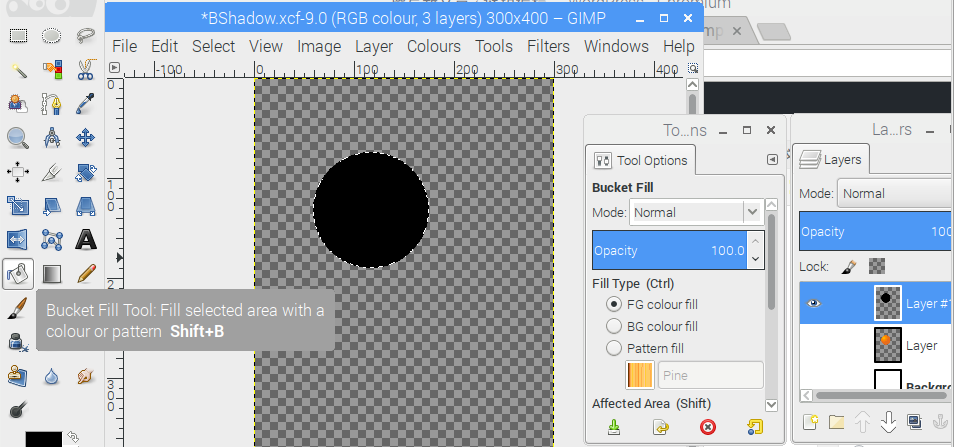 *BShadow.xcf-9.0 (RGB colour, 3 layers) 300x400 – GIMP
File Edit Select View Image Layer Colours Tools Filters Windows Help
-100 0 100 200 300 400
0
100
2
300
Bucket Fill Tool: Fill selected area with a
colour or pattern Shift+B
To...ns
Tool Options
Bucket Fill
Mode: Normal
Opacity 100.0
Fill Type (Ctrl)
FG colour fill
BG colour fill
Pattern fill
Pine
Affected Area (Shift)
La...rs
Layers
Mode: Normal
Opacity 100
Lock:
Layer #1
Layer